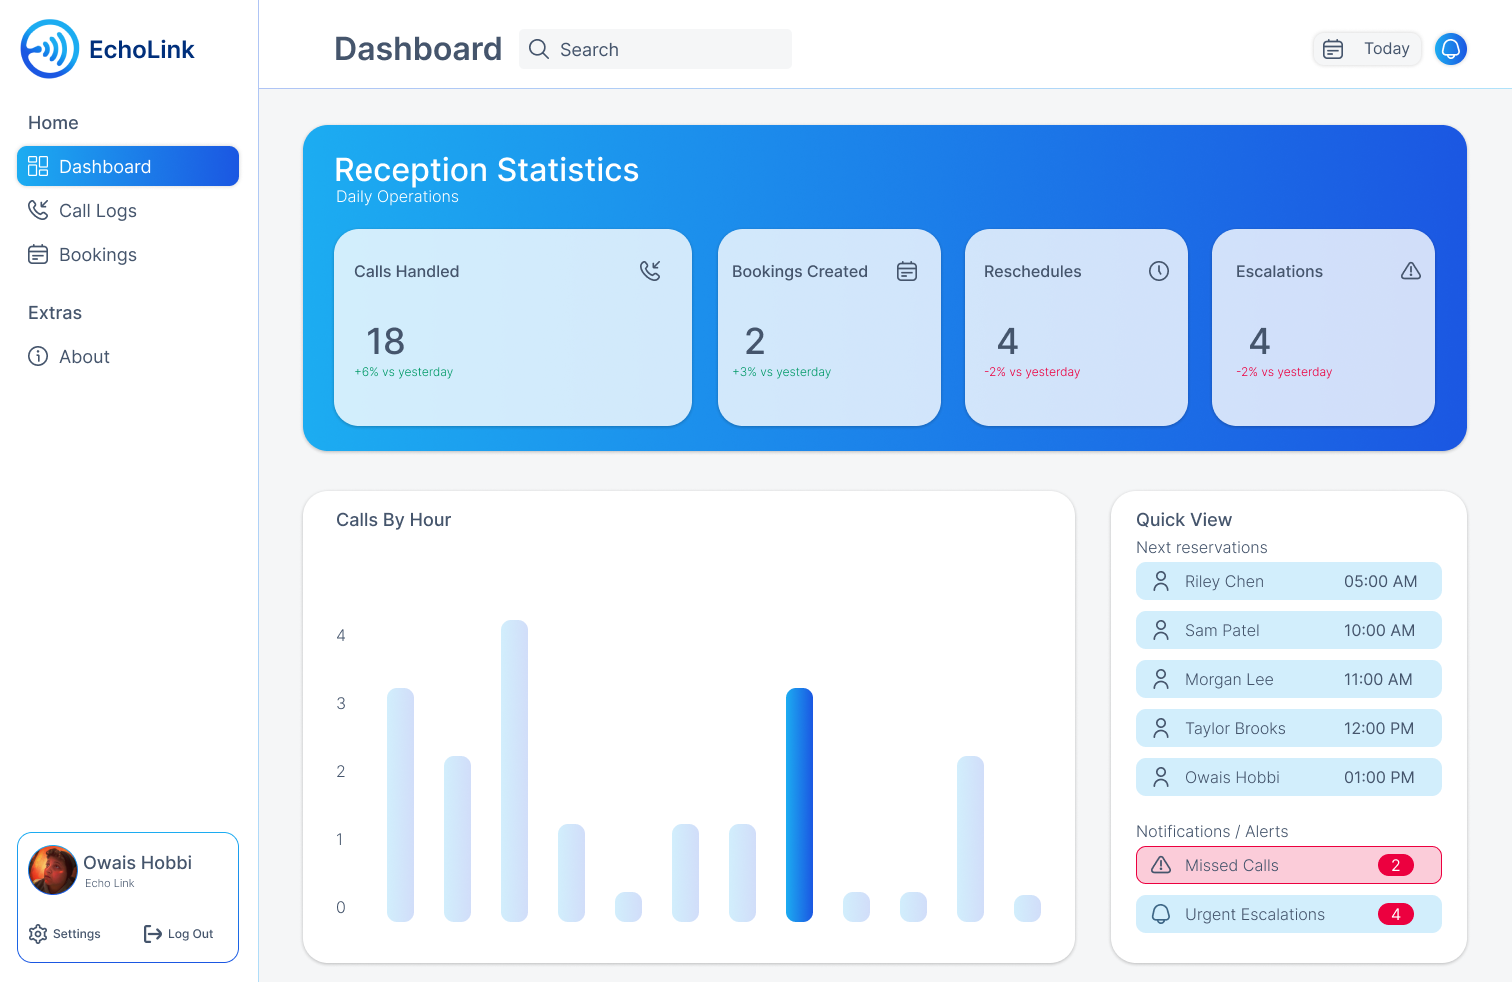 EchoLink
Dashboard
Search
Today
Home
Dashboard
Call Logs
Bookings
Extras
About
Reception Statistics
Daily Operations
Calls Handled
18
+6% vs yesterday
Bookings Created
2
+3% vs yesterday
Reschedules
4
-2% vs yesterday
Escalations
4
-2% vs yesterday
Calls By Hour
4
3
2
1
0
Quick View
Next reservations
Riley Chen 05:00 AM
Sam Patel 10:00 AM
Morgan Lee 11:00 AM
Taylor Brooks 12:00 PM
Owais Hobbi 01:00 PM
Notifications / Alerts
Missed Calls 2
Urgent Escalations 4
Owais Hobbi
Echo Link
Settings
Log Out